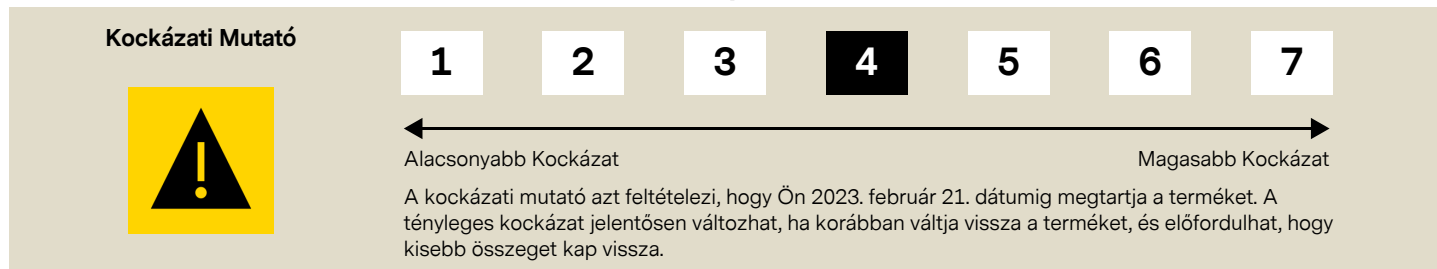 Kockázati Mutató
1 2 3 4 5 6 7
Alacsonyabb Kockázat Magasabb Kockázat
A kockázati mutató azt feltételezi, hogy Ön 2023. február 21. dátumig megtartja a terméket. A
tényleges kockázat jelentősen változhat, ha korábban váltja vissza a terméket, és előfordulhat, hogy
kisebb összeget kap vissza.